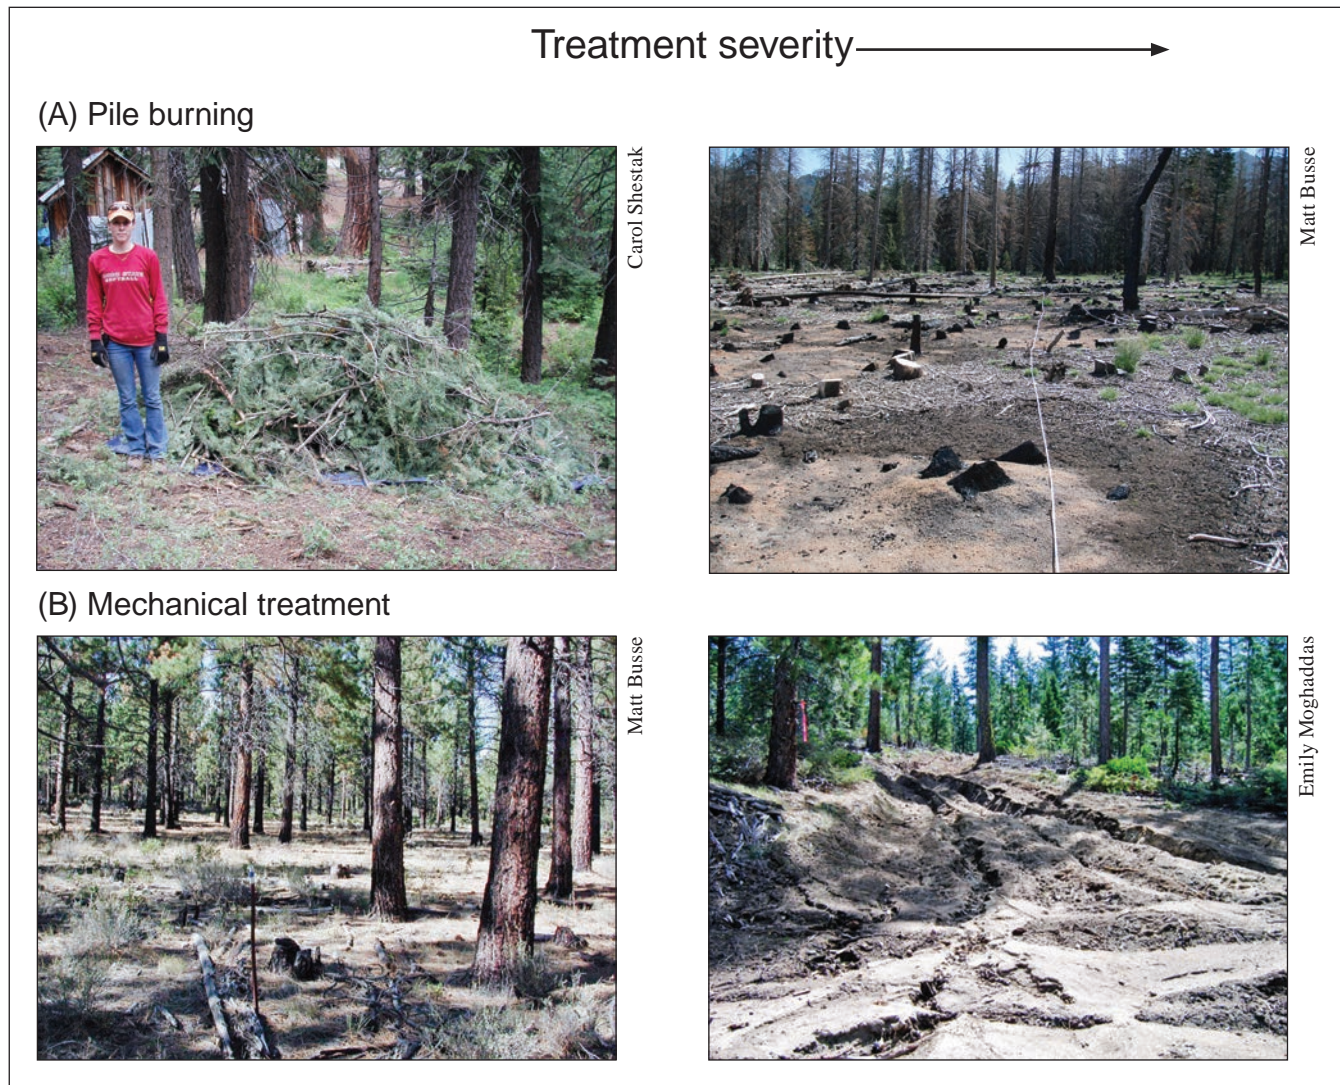 Treatment severity
(A) Pile burning
Carol Shestak
Matt Busse
(B) Mechanical treatment
Matt Busse
Emily Moghaddas